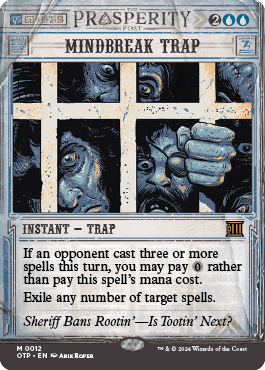 THE
PROSPERITY
POST
2
MINDBREAK TRAP
INSTANT – TRAP
If an opponent cast three or more
spells this turn, you may pay 0 rather
than pay this spell's mana cost.
Exile any number of target spells.
Sheriff Bans Rootin'—Is Tootin' Next?
M 0012
OTP • EN ARIK ROPER
™ & © 2024 Wizards of the Coast